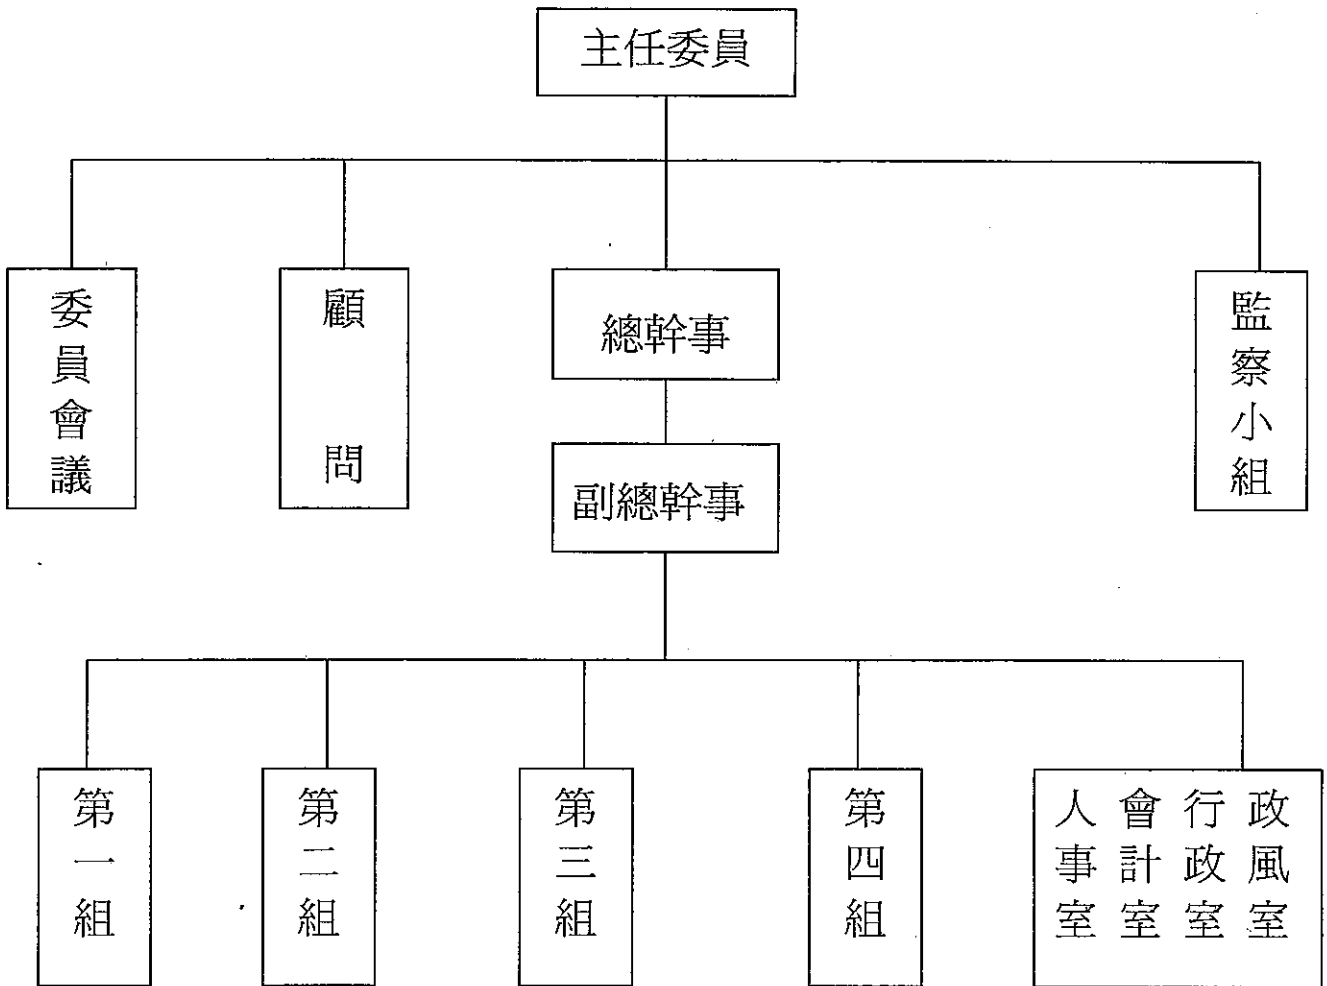 主任委員
委員會議
顧問
總幹事
監察小組
副總幹事
第一組
第二組
第三組
第四組
人事室
會計室
行政室
政風室